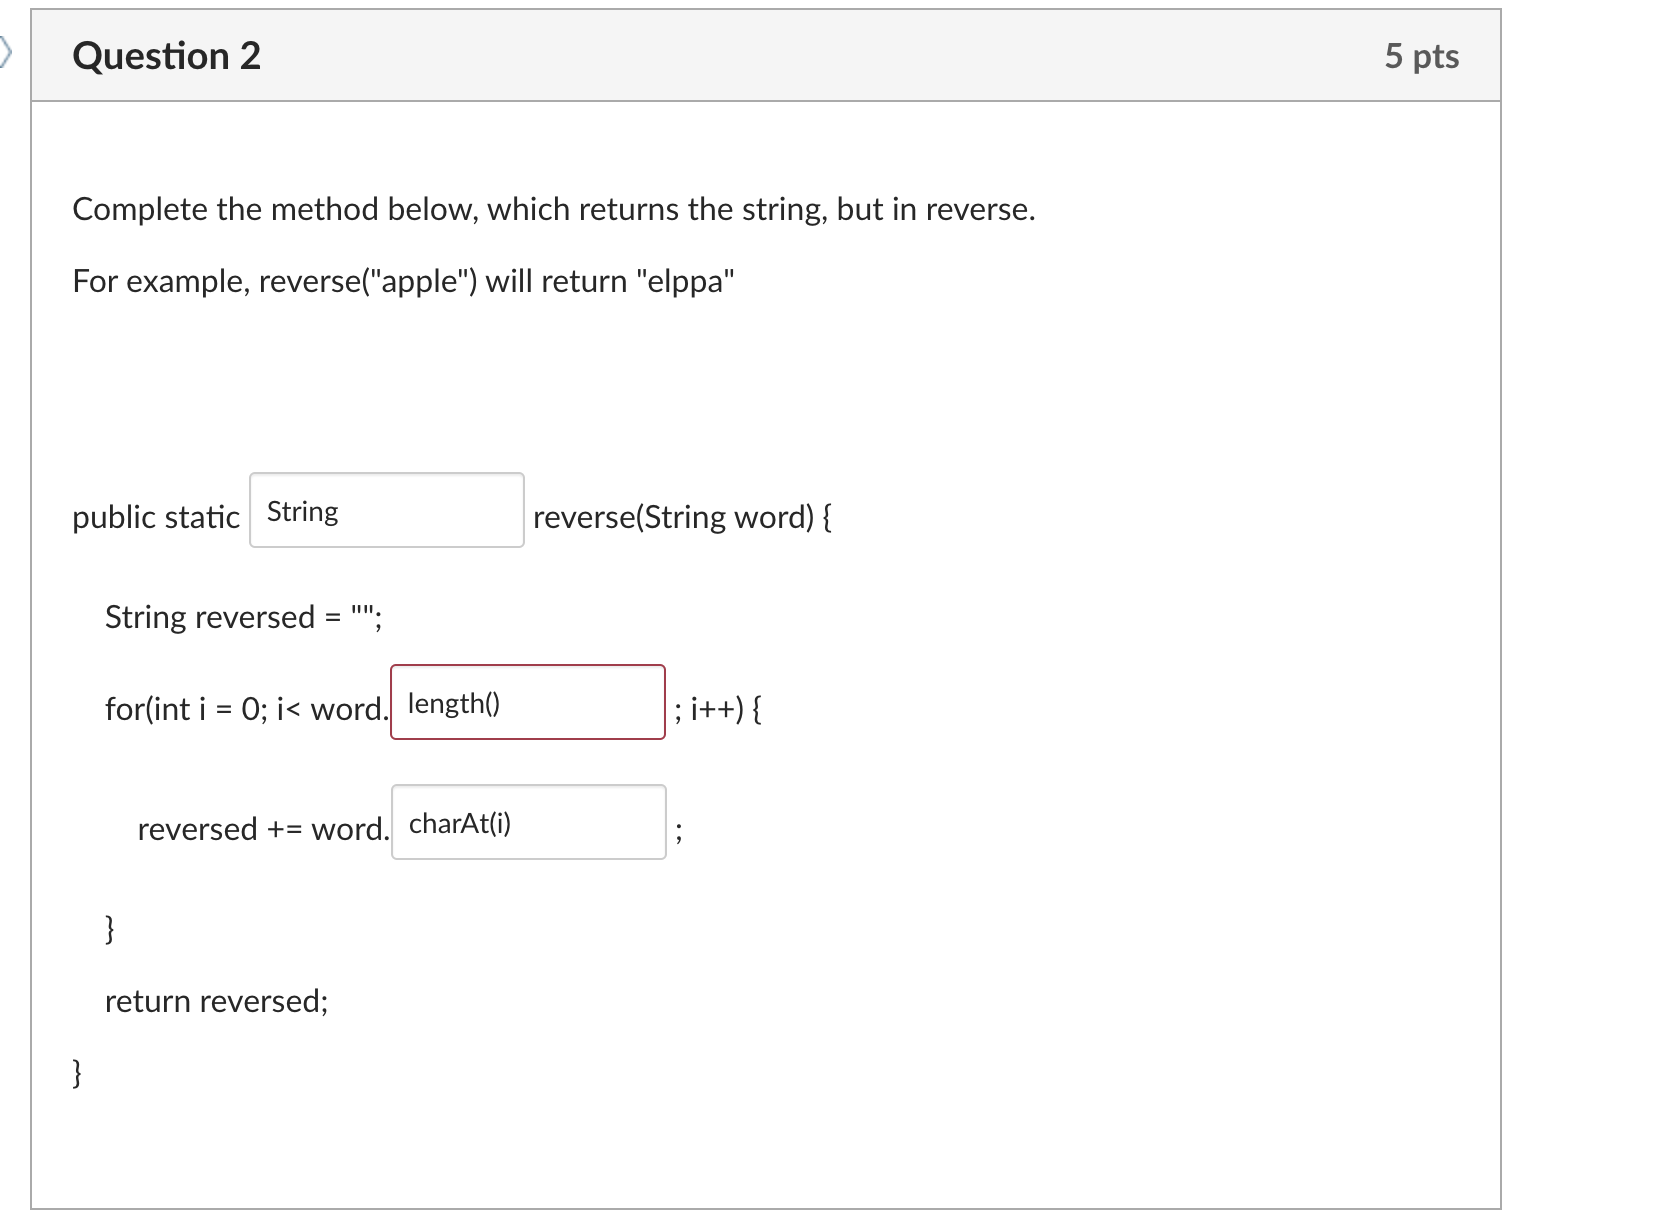 Question 2 5 pts
Complete the method below, which returns the string, but in reverse.
For example, reverse("apple") will return "elppa"
public static String reverse(String word) {
String reversed = "";
for(int i = 0; i< word. length() ; i++) {
reversed += word. charAt(i) ;
}
return reversed;
}